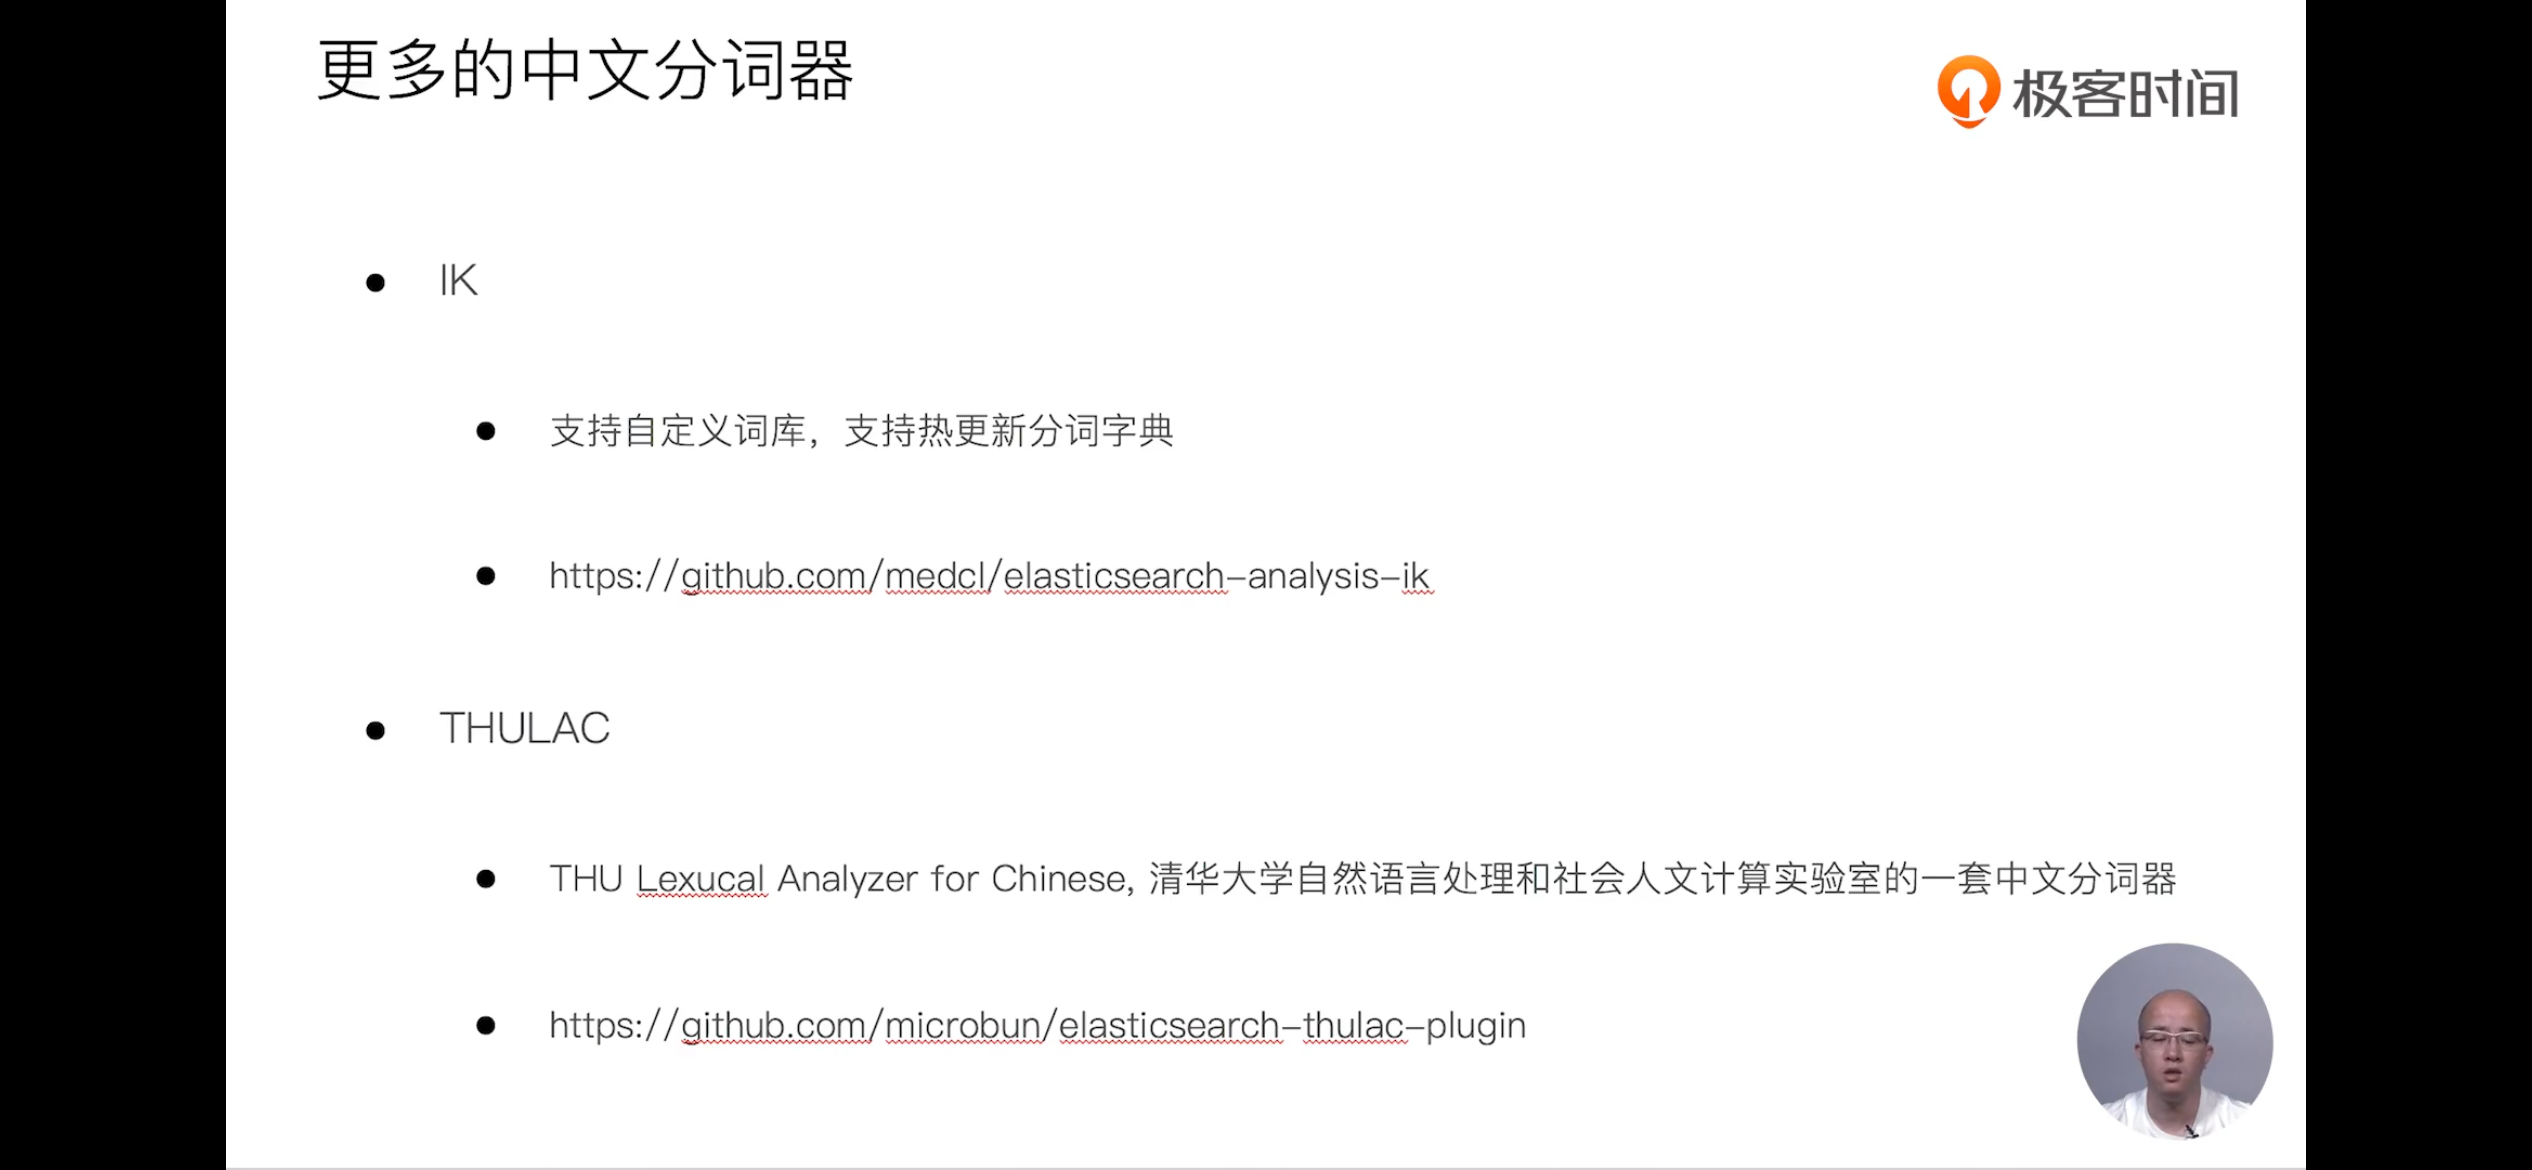 更多的中文分词器
极客时间
IK
支持自定义词库，支持热更新分词字典
https://github.com/medcl/elasticsearch-analysis-ik
THULAC
THU Lexucal Analyzer for Chinese, 清华大学自然语言处理和社会人文计算实验室的一套中文分词器
https://github.com/microbun/elasticsearch-thulac-plugin